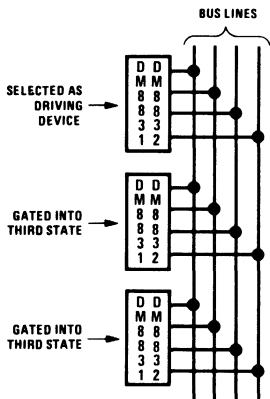 BUS LINES
SELECTED AS
DRIVING
DEVICE
DM8831
DM8832
GATED INTO
THIRD STATE
DM8831
DM8832
GATED INTO
THIRD STATE
DM8831
DM8832